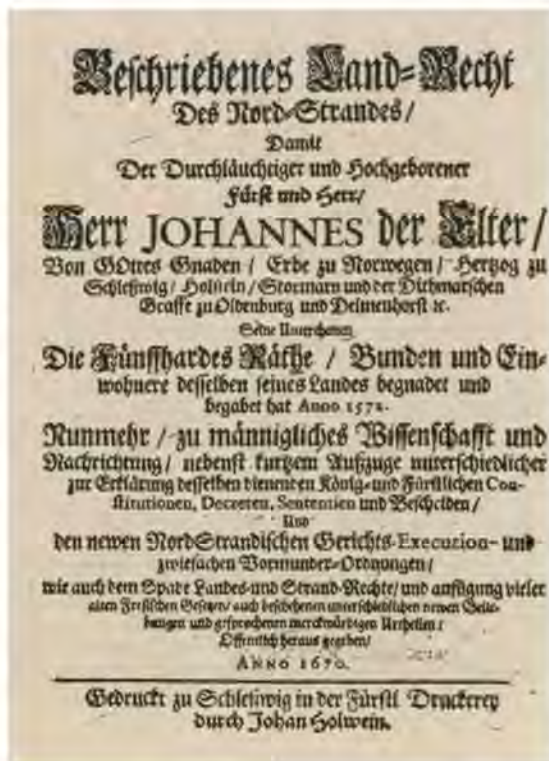 Beschriebenes Land-Recht
Des Nord-Strandes /
Damit
Der Durchläuchtiger und Hochgeborener
Fürst und Herr /
Herr JOHANNES der Elter /
Von GOttes Gnaden / Erbe zu Norwegen / Hertzog zu
Schleßwig / Holstein / Stormarn und der Dithmarschen
Graffe zu Oldenburg und Delmenhorst ꝛc.
Seine Unterthanen
Die Fünffhardes Räthe / Bunden und Ein-
wohnere desselben seines Landes begnadet und
begabet hat Anno 1572.
Nunmehr / zu männigliches Wissenschafft und
Nachrichtung / nebenst kurtzem Außzuge unterschiedlicher
zur Erklärung desselben dienenden König- und Fürstlichen Con-
stitutionen, Decreten, Sententien und Bescheiden /
Und
den newen NordStrandischen Gerichts-Execution- und
zwiefachen Vormunder-Ordnungen /
wie auch dem Spade Landes- und Strand-Rechte / und anfügung vieler
alten Fresischen Gesetzen / auch beschehenen unterschiedlichen newen
und gesprochenen merckwürdigen Urtheilen :
Offentlich heraus gegeben /
ANNO 1670.
Gedruckt zu Schleßwig in der Fürstl Druckerey
durch Johan Holwein.